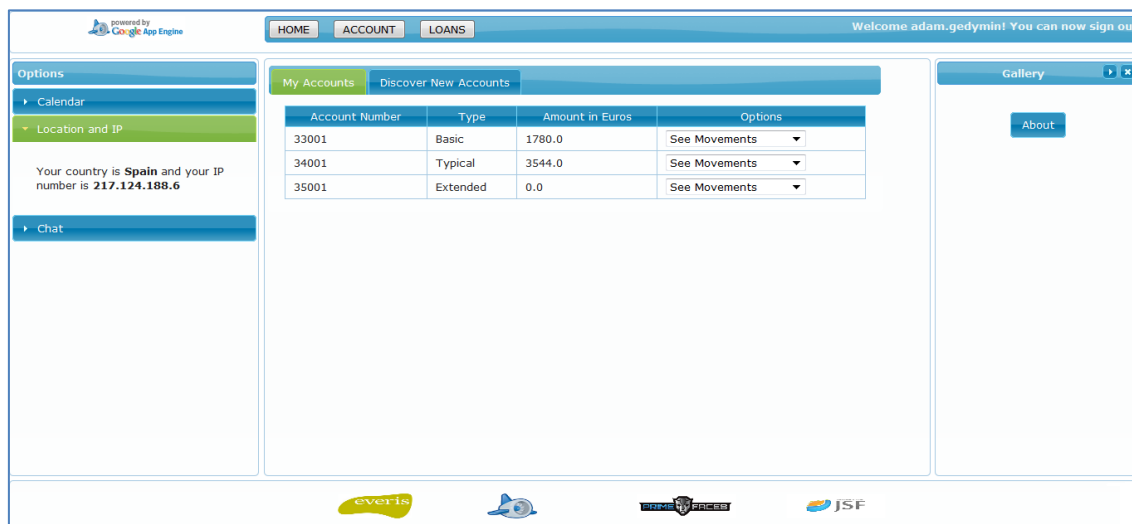 powered by
Google App Engine
HOME ACCOUNT LOANS
Welcome adam.gedymin! You can now sign ou
Options
Calendar
Location and IP
Your country is Spain and your IP
number is 217.124.188.6
Chat
My Accounts Discover New Accounts
Account Number Type Amount in Euros Options
33001 Basic 1780.0 See Movements
34001 Typical 3544.0 See Movements
35001 Extended 0.0 See Movements
Gallery
About
everis
PRIME FACES
JSF